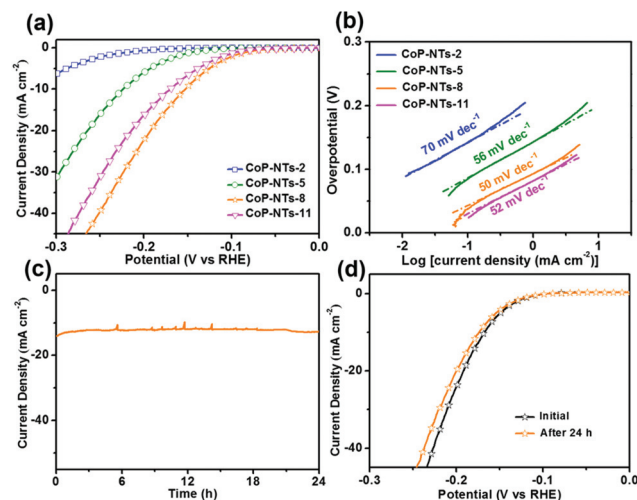 (a)
0
-10
-20
-30
-40
Current Density (mA cm⁻²)
CoP-NTs-2
CoP-NTs-5
CoP-NTs-8
CoP-NTs-11
-0.3
-0.2
-0.1
0.0
Potential (V vs RHE)
(b)
0.3
0.2
0.1
0.0
Overpotential (V)
CoP-NTs-2
CoP-NTs-5
CoP-NTs-8
CoP-NTs-11
70 mV dec⁻¹
56 mV dec⁻¹
50 mV dec⁻¹
52 mV dec⁻¹
-2
-1
0
1
Log [current density (mA cm⁻²)]
(c)
0
-20
-40
Current Density (mA cm⁻²)
0
6
12
18
24
Time (h)
(d)
0
-20
-40
Current Density (mA cm⁻²)
Initial
After 24 h
-0.3
-0.2
-0.1
0.0
Potential (V vs RHE)